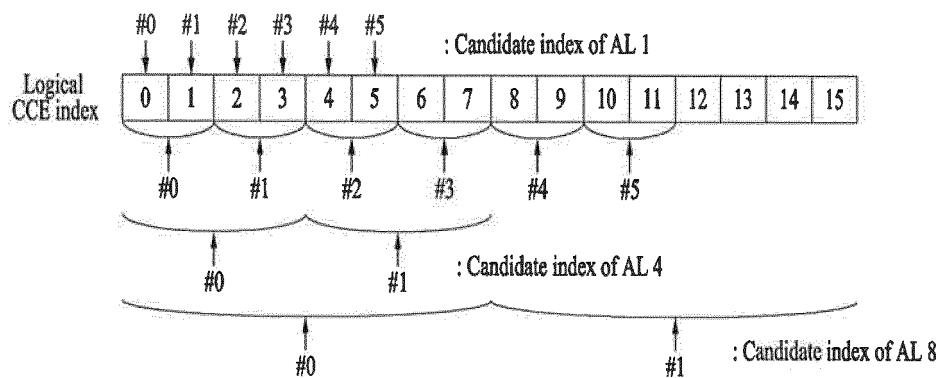 #0 #1 #2 #3 #4 #5
: Candidate index of AL 1
Logical
CCE index
0 1 2 3 4 5 6 7 8 9 10 11 12 13 14 15
#0 #1 #2 #3 #4 #5
#0 #1
: Candidate index of AL 4
#0 #1
: Candidate index of AL 8